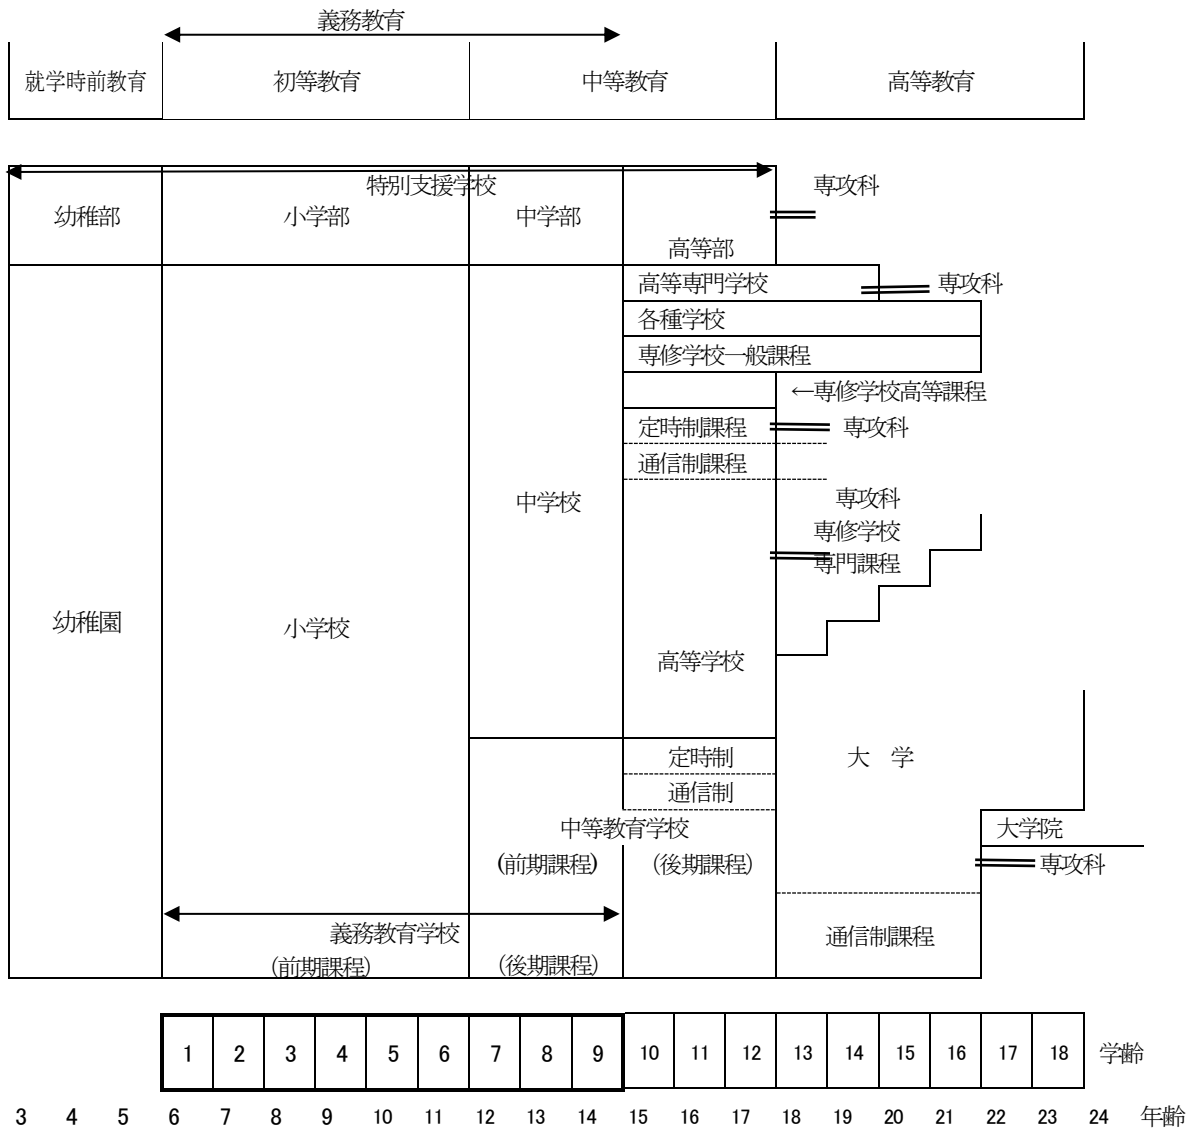 義務教育
就学時前教育
初等教育
中等教育
高等教育
特別支援学校
専攻科
幼稚部
小学部
中学部
高等部
高等専門学校
専攻科
各種学校
専修学校一般課程
←専修学校高等課程
定時制課程
専攻科
通信制課程
専攻科
中学校
専修学校
専門課程
幼稚園
小学校
高等学校
定時制
大 学
通信制
中等教育学校
大学院
(前期課程)
(後期課程)
専攻科
義務教育学校
通信制課程
(前期課程)
(後期課程)
1 2 3 4 5 6 7 8 9 10 11 12 13 14 15 16 17 18 学齢
3 4 5 6 7 8 9 10 11 12 13 14 15 16 17 18 19 20 21 22 23 24 年齢